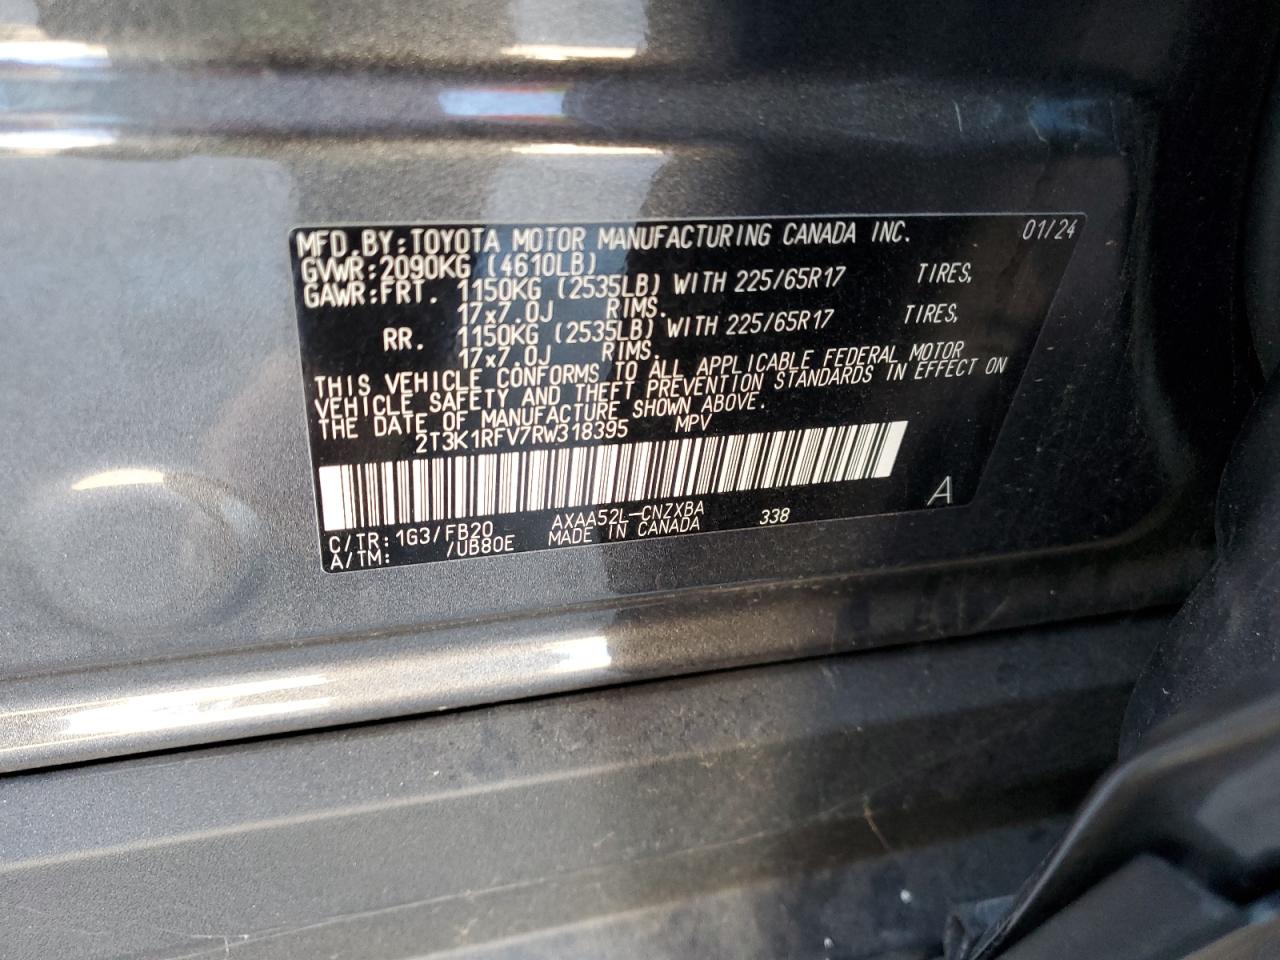 MFD.BY:TOYOTA MOTOR MANUFACTURING CANADA INC. 01/24
GVWR:2090KG (4610LB)
GAWR:FRT. 1150KG (2535LB) WITH 225/65R17 TIRES,
17x7.0J RIMS.
RR. 1150KG (2535LB) WITH 225/65R17 TIRES,
17x7.0J RIMS.
THIS VEHICLE CONFORMS TO ALL APPLICABLE FEDERAL MOTOR
VEHICLE SAFETY AND THEFT PREVENTION STANDARDS IN EFFECT ON
THE DATE OF MANUFACTURE SHOWN ABOVE.
2T3K1RFV7RW318395 MPV
C/TR: 1G3/FB20 AXAA52L-CNZXBA 338 A
A/TM: /UB80E MADE IN CANADA